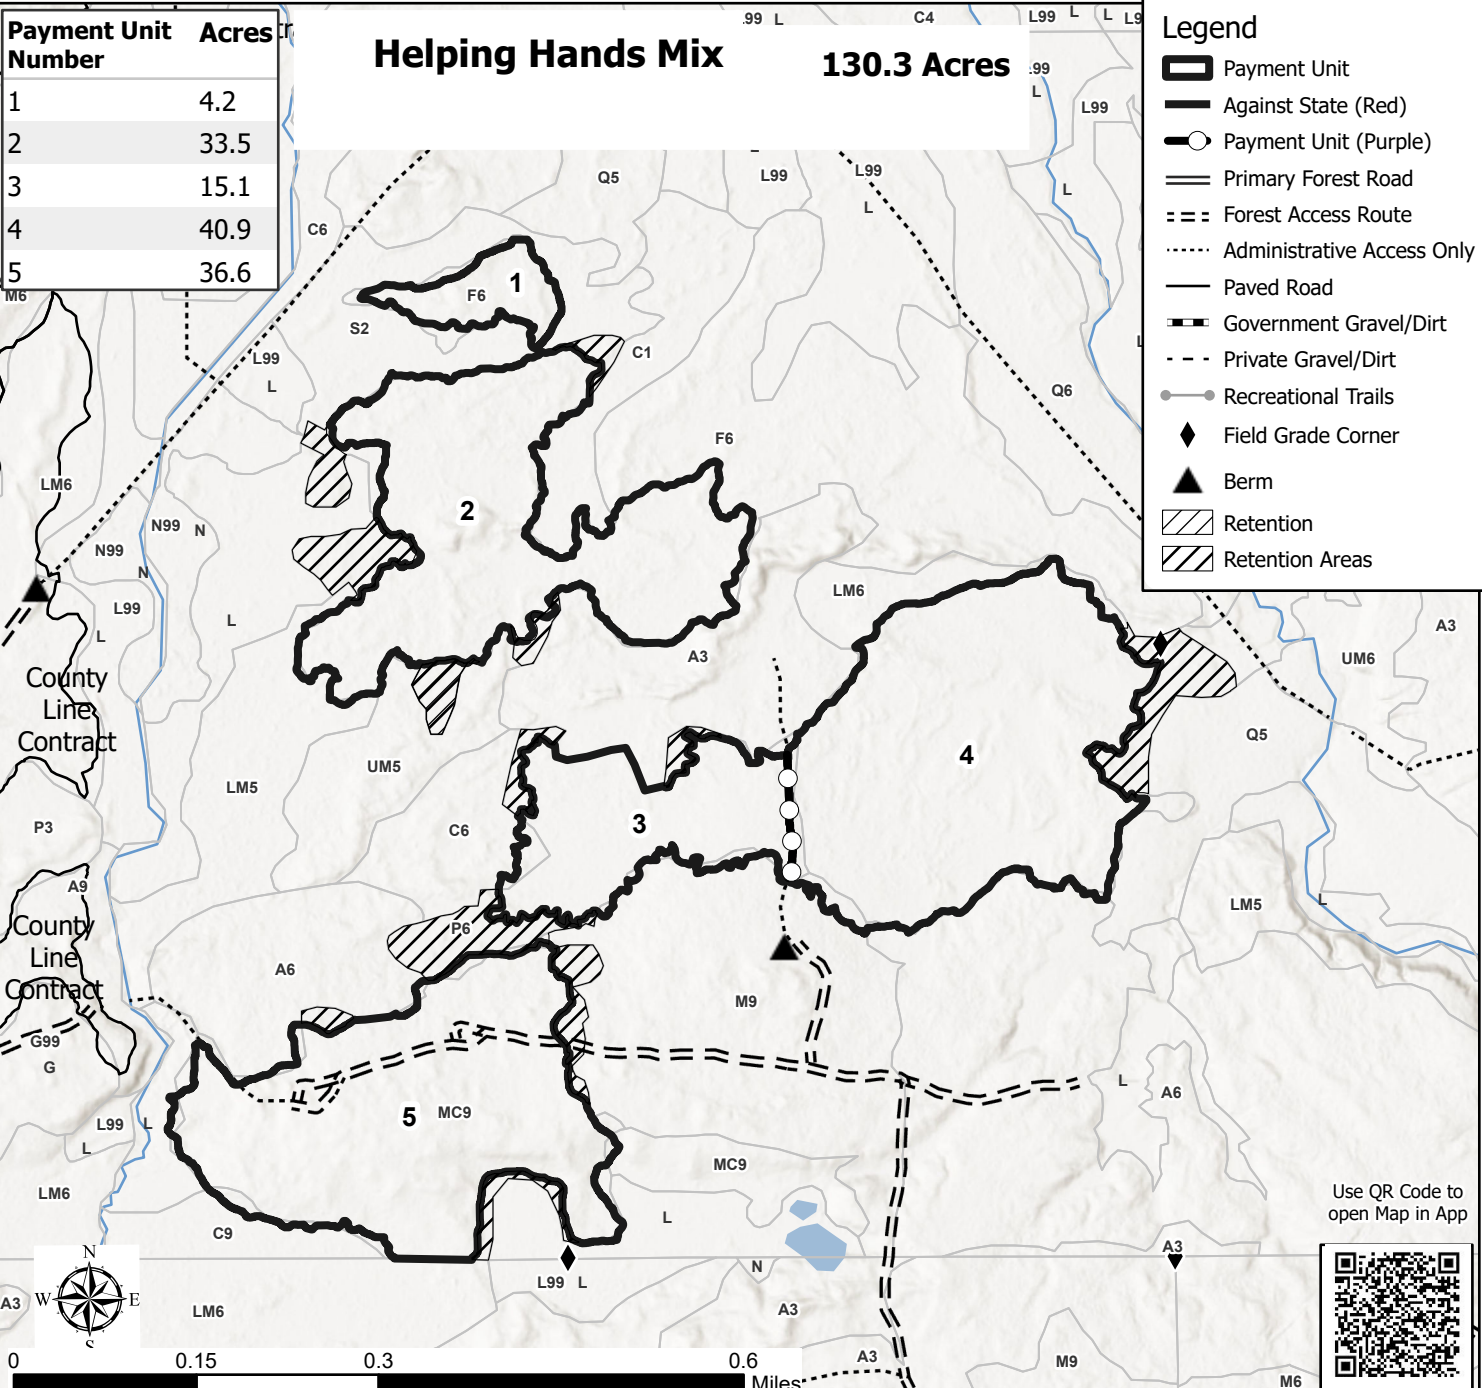 Payment Unit Number Acres
1 4.2
2 33.5
3 15.1
4 40.9
5 36.6
Helping Hands Mix 130.3 Acres
Legend
Payment Unit
Against State (Red)
Payment Unit (Purple)
Primary Forest Road
Forest Access Route
Administrative Access Only
Paved Road
Government Gravel/Dirt
Private Gravel/Dirt
Recreational Trails
Field Grade Corner
Berm
Retention
Retention Areas
L C4 L99 L L
L
L99
Q5 L99 L99
L L
C6
M6
F6 1
S2
L99 C1
L Q6
F6
LM6
2
N99 N
N99
N
L99 LM6
L L A3
County
Line
Contract
A3 UM6
Q5
4
UM5
LM5
P3 C6 3
A9 LM5 L
County
Line
Contract
P6
A6
M9
G99
G
L A6
5 MC9
L99 L
L
MC9
LM6
L
C9
Use QR Code to
open Map in App
A3
N
L99 L
N
W E
S
A3 LM6 A3
A3 M9
M6
0 0.15 0.3 0.6
Miles